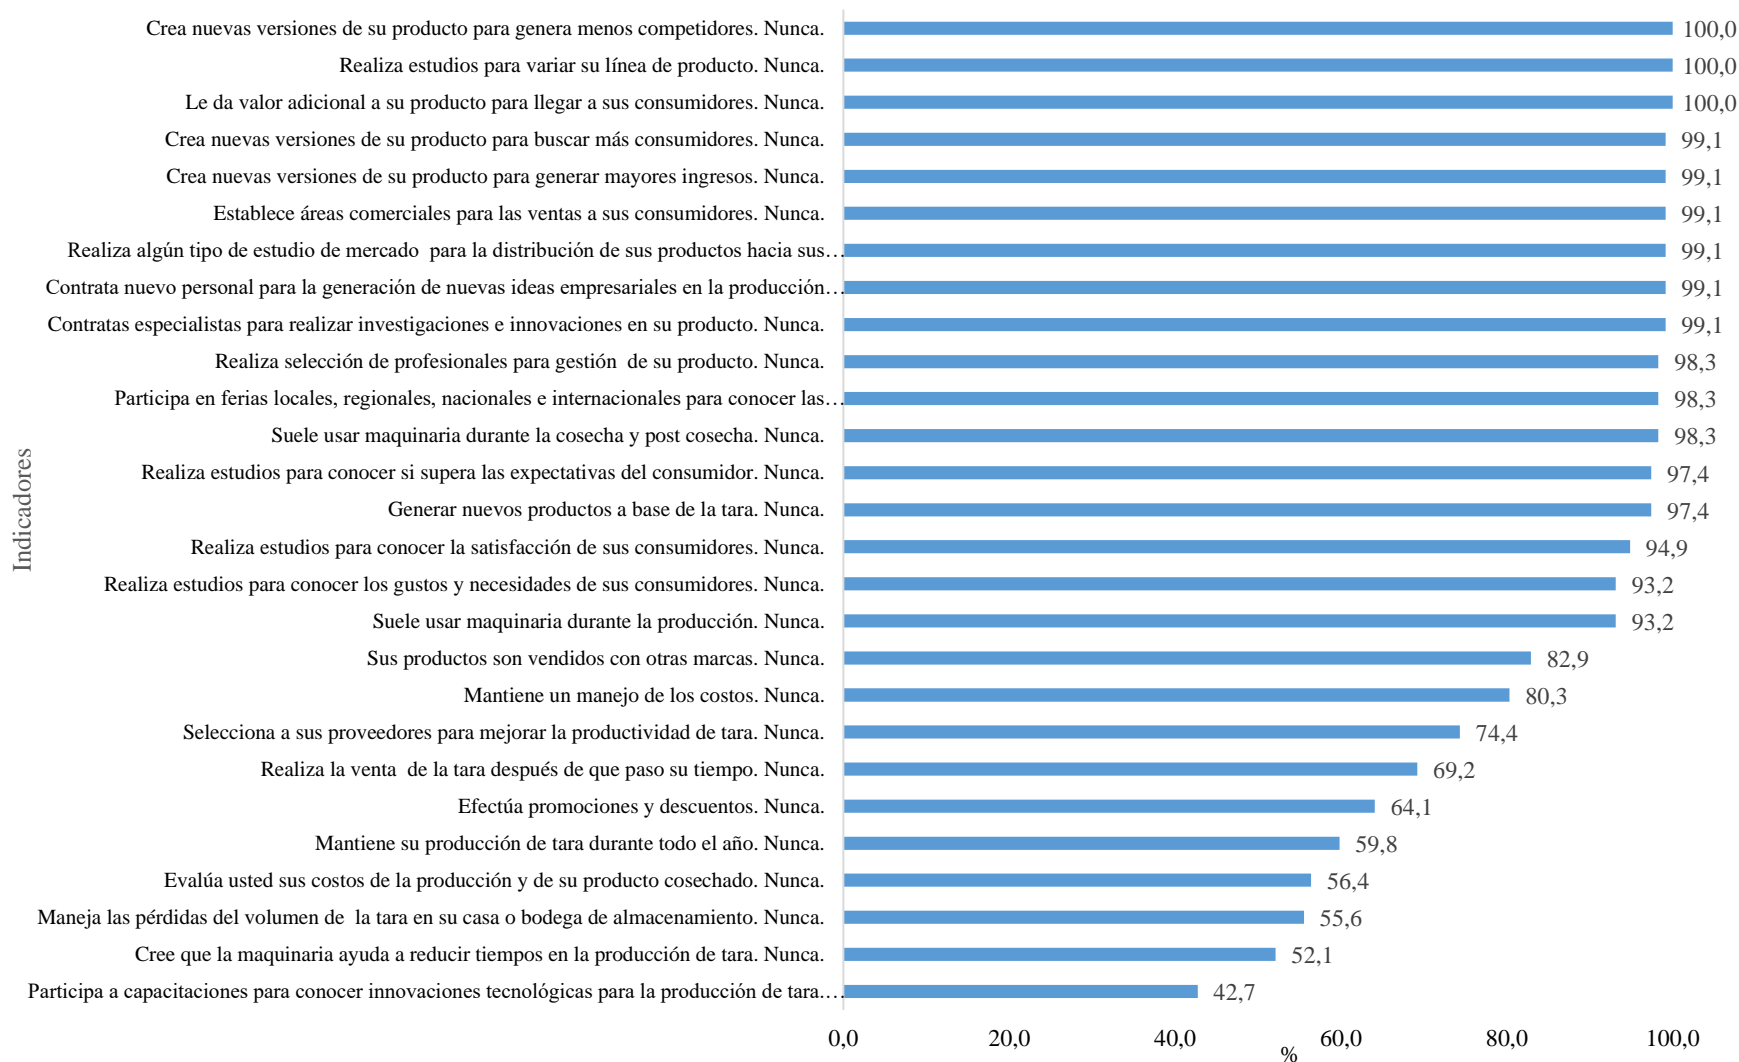 Crea nuevas versiones de su producto para genera menos competidores. Nunca. 100,0
Realiza estudios para variar su línea de producto. Nunca. 100,0
Le da valor adicional a su producto para llegar a sus consumidores. Nunca. 100,0
Crea nuevas versiones de su producto para buscar más consumidores. Nunca. 99,1
Crea nuevas versiones de su producto para generar mayores ingresos. Nunca. 99,1
Establece áreas comerciales para las ventas a sus consumidores. Nunca. 99,1
Realiza algún tipo de estudio de mercado  para la distribución de sus productos hacia sus… 99,1
Contrata nuevo personal para la generación de nuevas ideas empresariales en la producción… 99,1
Contratas especialistas para realizar investigaciones e innovaciones en su producto. Nunca. 99,1
Realiza selección de profesionales para gestión  de su producto. Nunca. 98,3
Participa en ferias locales, regionales, nacionales e internacionales para conocer las… 98,3
Suele usar maquinaria durante la cosecha y post cosecha. Nunca. 98,3
Realiza estudios para conocer si supera las expectativas del consumidor. Nunca. 97,4
Generar nuevos productos a base de la tara. Nunca. 97,4
Realiza estudios para conocer la satisfacción de sus consumidores. Nunca. 94,9
Realiza estudios para conocer los gustos y necesidades de sus consumidores. Nunca. 93,2
Suele usar maquinaria durante la producción. Nunca. 93,2
Sus productos son vendidos con otras marcas. Nunca. 82,9
Mantiene un manejo de los costos. Nunca. 80,3
Selecciona a sus proveedores para mejorar la productividad de tara. Nunca. 74,4
Realiza la venta  de la tara después de que paso su tiempo. Nunca. 69,2
Efectúa promociones y descuentos. Nunca. 64,1
Mantiene su producción de tara durante todo el año. Nunca. 59,8
Evalúa usted sus costos de la producción y de su producto cosechado. Nunca. 56,4
Maneja las pérdidas del volumen de  la tara en su casa o bodega de almacenamiento. Nunca. 55,6
Cree que la maquinaria ayuda a reducir tiempos en la producción de tara. Nunca. 52,1
Participa a capacitaciones para conocer innovaciones tecnológicas para la producción de tara.… 42,7
Indicadores
0,0 20,0 40,0 60,0 80,0 100,0
%